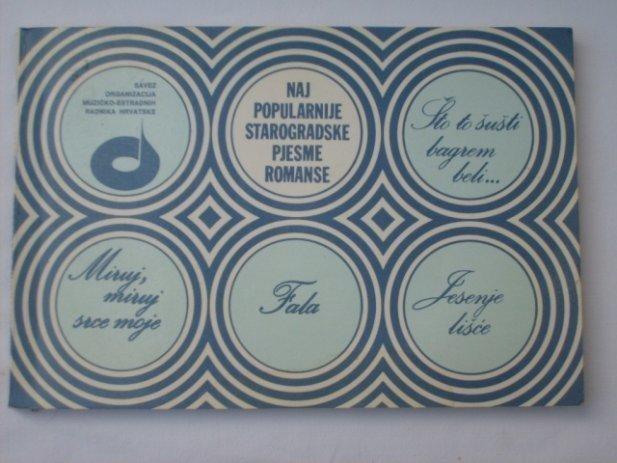 SAVEZ
ORGANIZACIJA
MUZIČKO-ESTRADNIH
RADNIKA HRVATSKE
NAJ
POPULARNIJE
STAROGRADSKE
PJESME
ROMANSE
Što to šušti
bagrem
beli...
Miruj,
miruj
srce moje
Fala
Jesenje
lišće